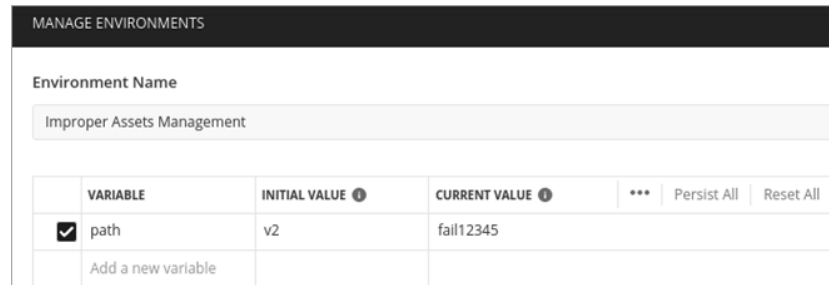 MANAGE ENVIRONMENTS
Environment Name
Improper Assets Management
VARIABLE INITIAL VALUE CURRENT VALUE ••• Persist All Reset All
path v2 fail12345
Add a new variable